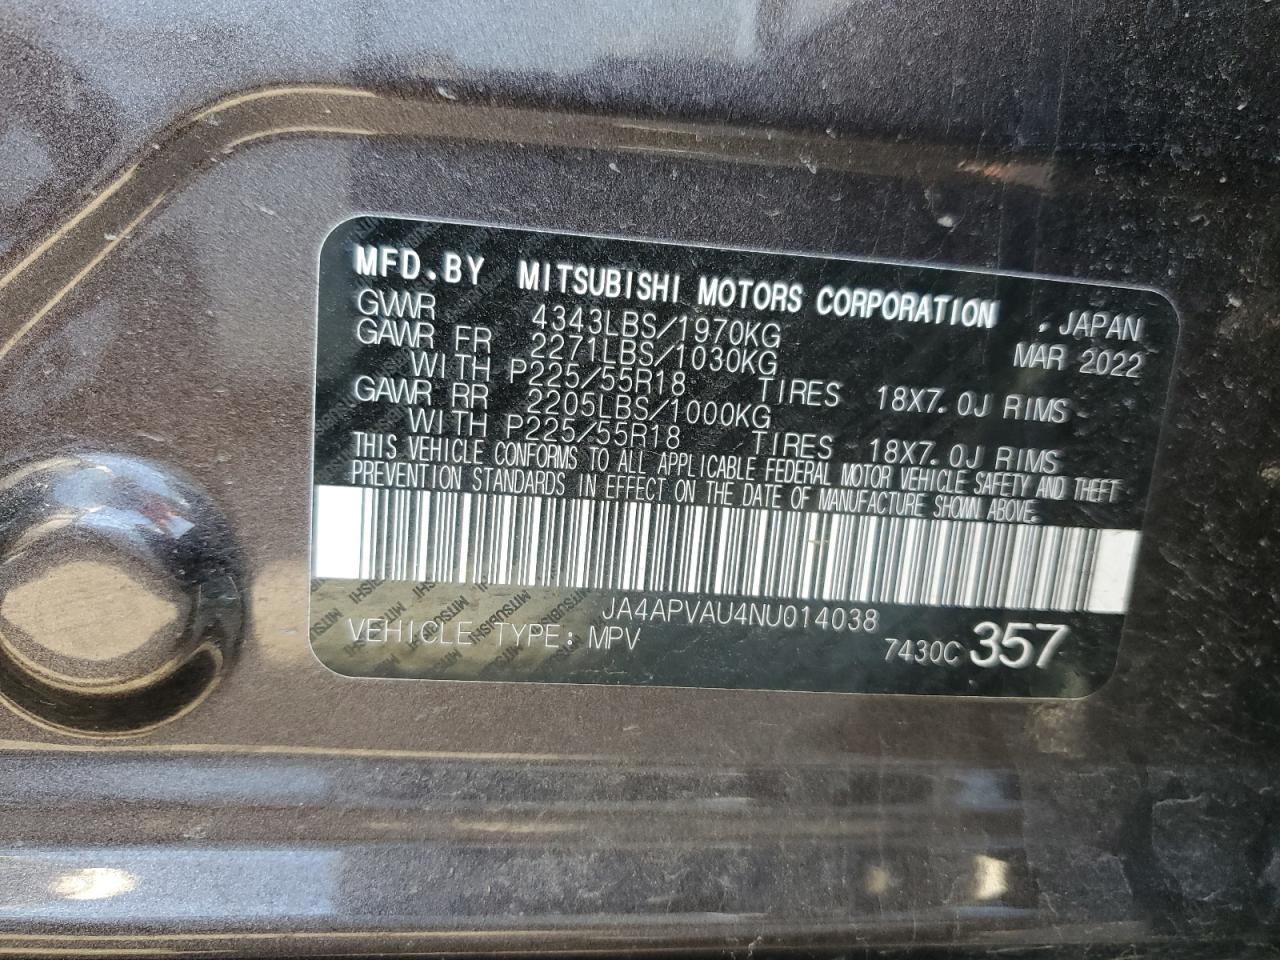 MFD.BY MITSUBISHI MOTORS CORPORATION , JAPAN
GVWR 4343LBS/1970KG MAR 2022
GAWR FR 2271LBS/1030KG
WITH P225/55R18 TIRES 18X7.0J RIMS
GAWR RR 2205LBS/1000KG
WITH P225/55R18 TIRES 18X7.0J RIMS
THIS VEHICLE CONFORMS TO ALL APPLICABLE FEDERAL MOTOR VEHICLE SAFETY AND THEFT
PREVENTION STANDARDS IN EFFECT ON THE DATE OF MANUFACTURE SHOWN ABOVE.
JA4APVAU4NU014038
VEHICLE TYPE: MPV 7430C 357